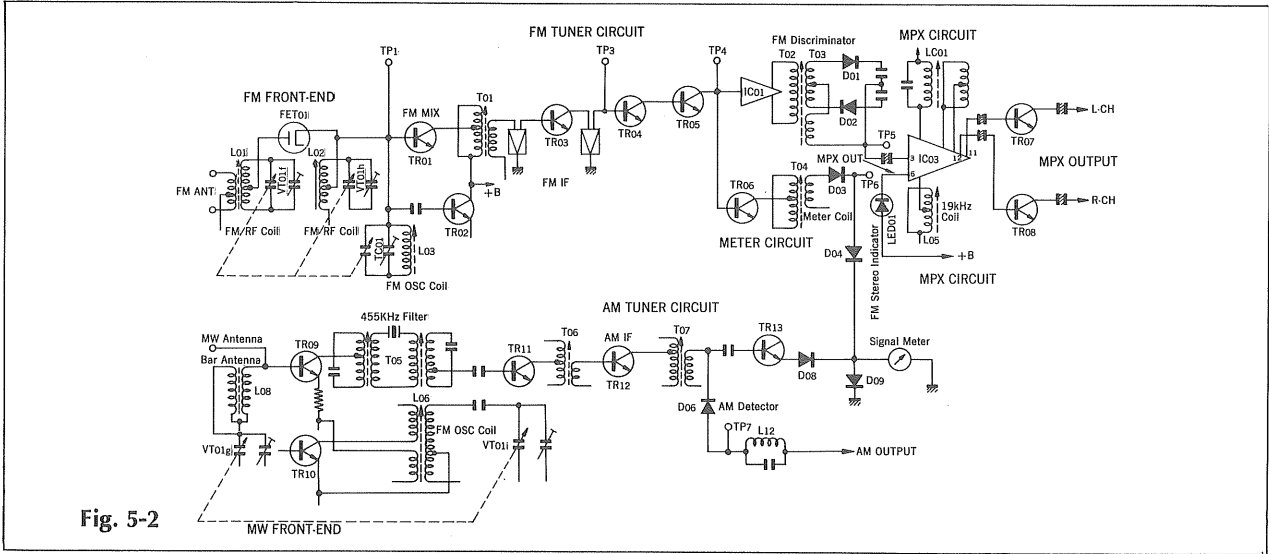 FM TUNER CIRCUIT
TP1
TP3
TP4
FM Discriminator
T02
T03
D01
D02
IC01
MPX CIRCUIT
LC01
L-CH
TR07
MPX OUTPUT
R-CH
TR08
FM FRONT-END
FET01
FM MIX
TR01
T01
TR03
FM IF
TR04
TR05
TP5
MPX OUT
3
6
IC03
12
11
L01
VT01f
L02
VT01h
FM ANT
FM/RF Coil
FM/RF Coil
+B
TR02
TC01
L03
FM OSC Coil
TR06
T04
D03
TP6
Meter Coil
METER CIRCUIT
D04
LED01
FM Stereo Indicator
19kHz
Coil
L05
+B
MPX CIRCUIT
AM TUNER CIRCUIT
455KHz Filter
MW Antenna
Bar Antenna
TR09
T05
TR11
T06
AM IF
TR12
T07
TR13
D08
Signal Meter
D09
L08
L06
FM OSC Coil
VT01g
TR10
VT01i
D06
AM Detector
TP7
L12
AM OUTPUT
MW FRONT-END
Fig. 5-2